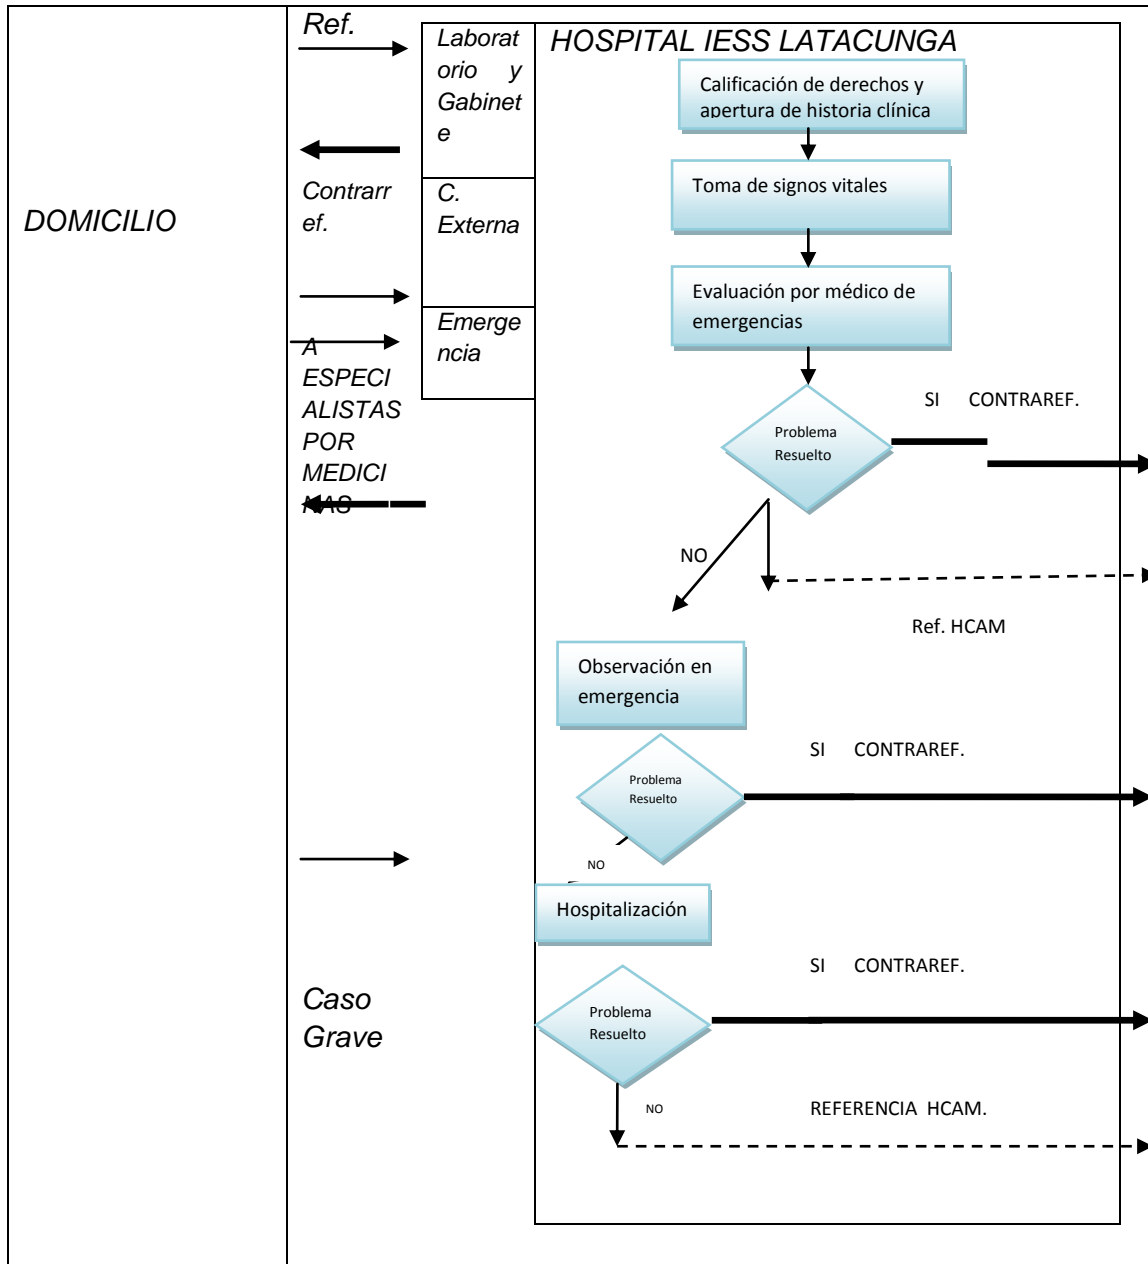 DOMICILIO
Ref.
Contrarr
ef.
A
ESPECI
ALISTAS
POR
MEDICI
NAS
Caso
Grave
Laborat
orio y
Gabinet
e
C.
Externa
Emerge
ncia
HOSPITAL IESS LATACUNGA
Calificación de derechos y
apertura de historia clínica
Toma de signos vitales
Evaluación por médico de
emergencias
Problema
Resuelto
SI CONTRAREF.
NO
Ref. HCAM
Observación en
emergencia
Problema
Resuelto
SI CONTRAREF.
NO
Hospitalización
Problema
Resuelto
SI CONTRAREF.
NO
REFERENCIA HCAM.